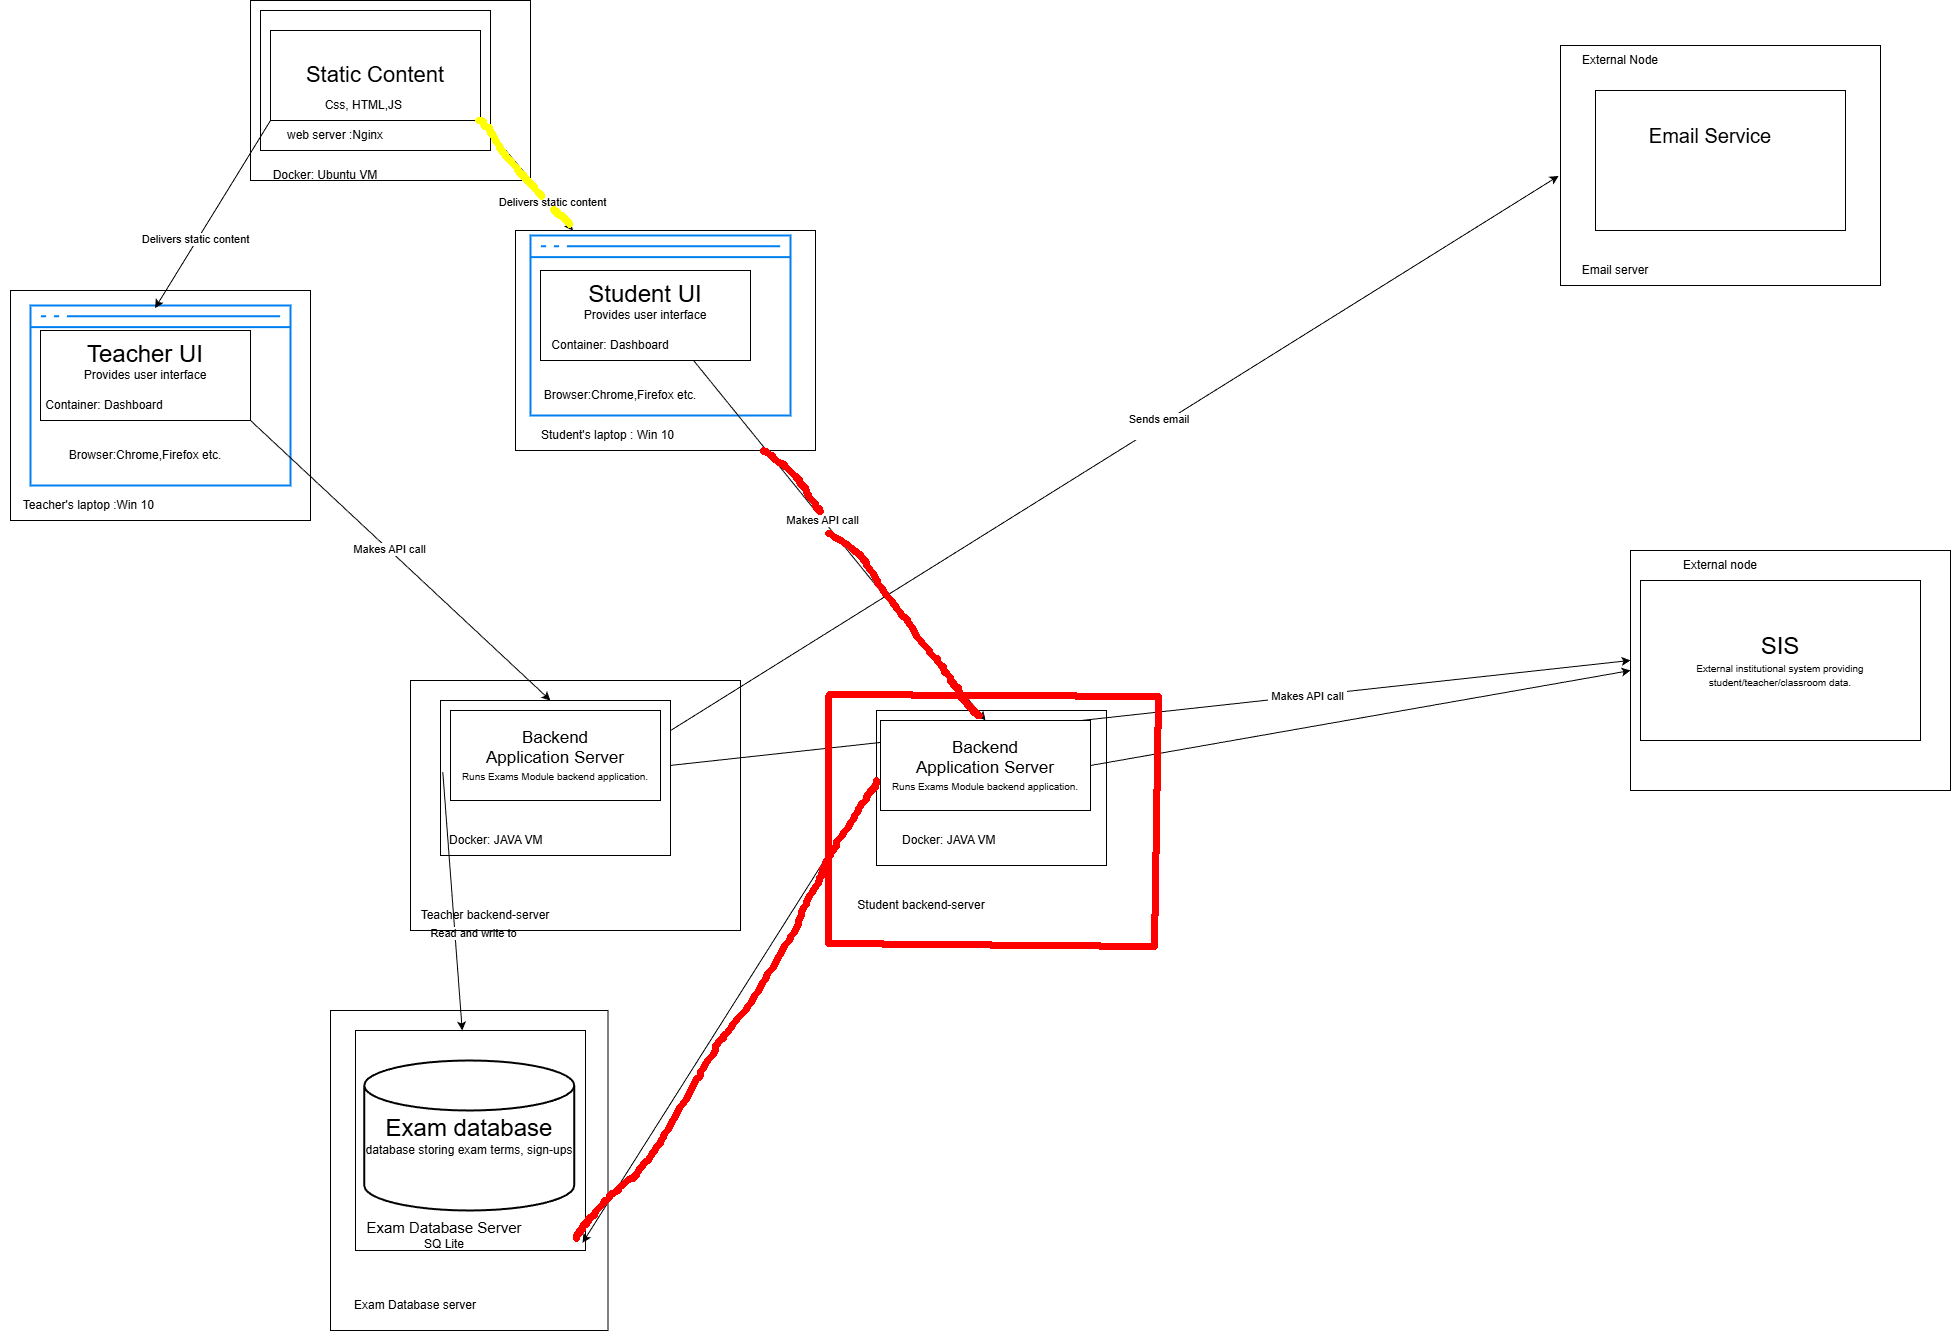 Static Content
Css, HTML,JS
web server :Nginx
Docker: Ubuntu VM
Delivers static content
Delivers static content
External Node
Email Service
Email server
Student UI
Provides user interface
Container: Dashboard
Browser:Chrome,Firefox etc.
Student's laptop : Win 10
Teacher UI
Provides user interface
Container: Dashboard
Browser:Chrome,Firefox etc.
Teacher's laptop :Win 10
Sends email
Makes API call
Makes API call
External node
SIS
External institutional system providing
student/teacher/classroom data.
Makes API call
Backend
Application Server
Runs Exams Module backend application.
Docker: JAVA VM
Teacher backend-server
Read and write to
Backend
Application Server
Runs Exams Module backend application.
Docker: JAVA VM
Student backend-server
Exam database
database storing exam terms, sign-ups
Exam Database Server
SQ Lite
Exam Database server